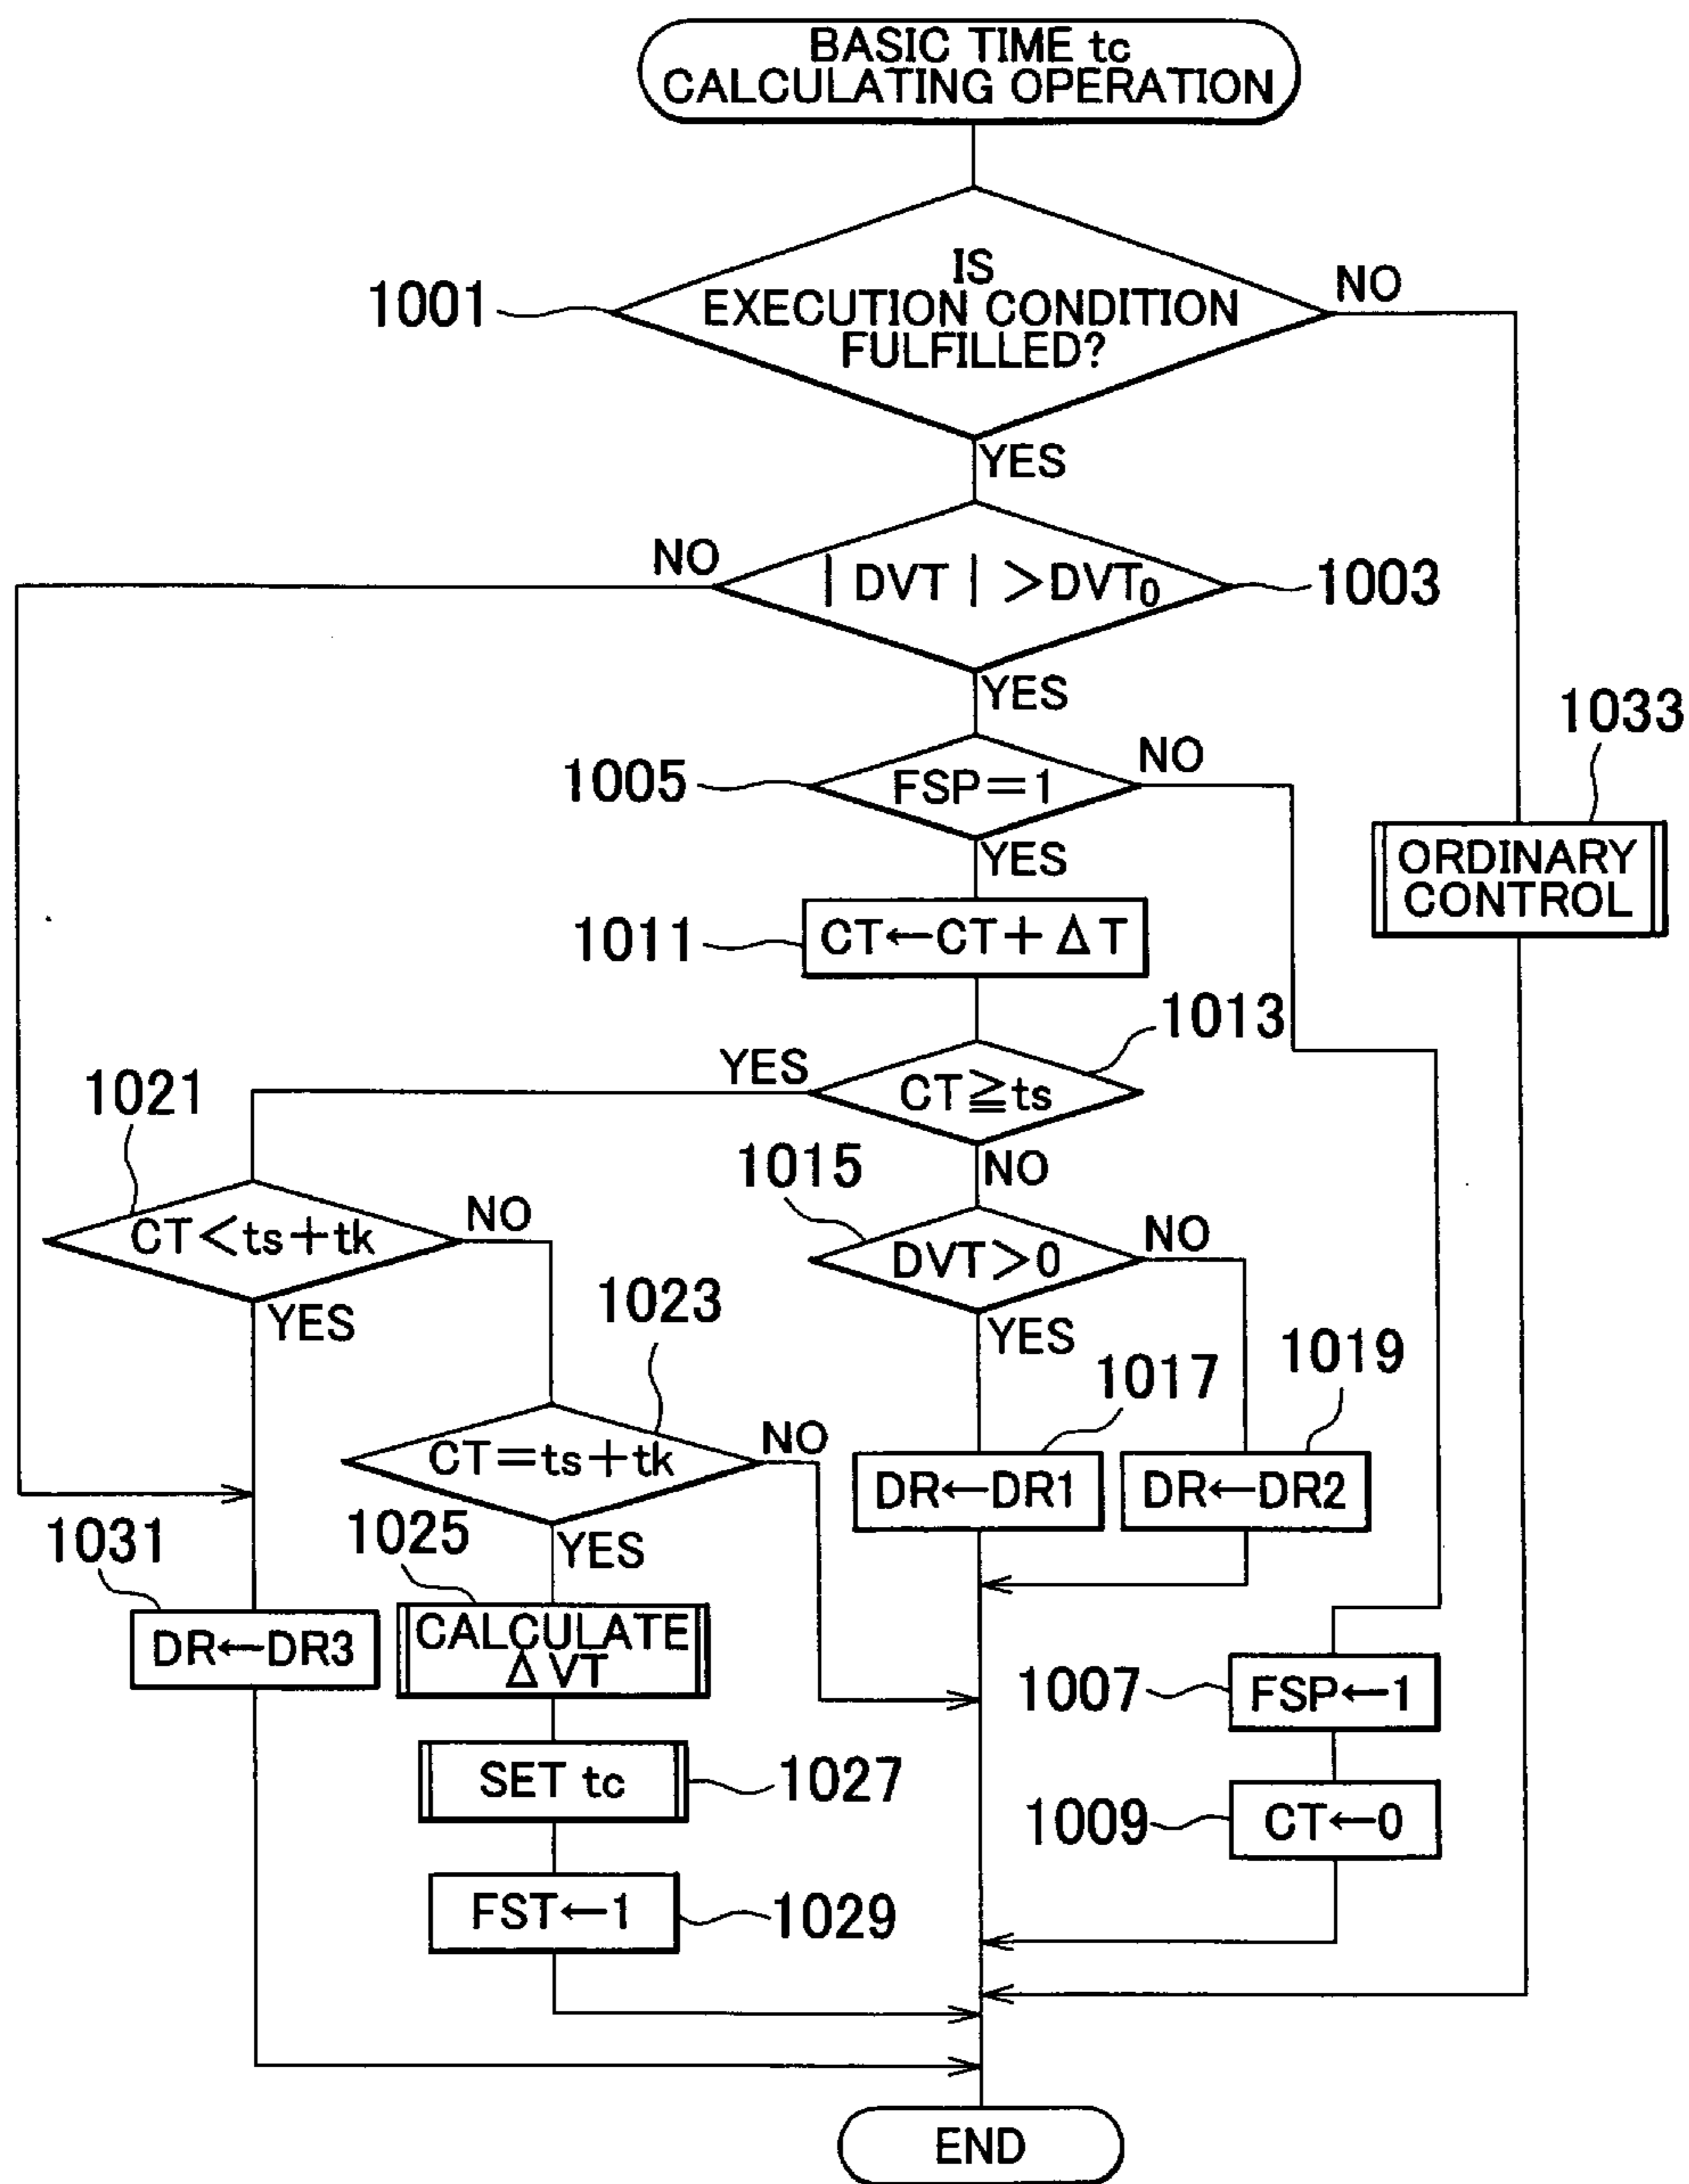 BASIC TIME tc
CALCULATING OPERATION
IS
EXECUTION CONDITION
FULFILLED?
1001
NO
YES
| DVT | >DVT₀
NO
1003
YES
1033
FSP=1
1005
NO
YES
ORDINARY
CONTROL
1011
CT←CT+ΔT
1013
YES
CT≧ts
1021
NO
1015
CT<ts+tk
NO
DVT>0
NO
YES
1023
YES
1019
1017
CT=ts+tk
NO
DR←DR1
DR←DR2
1025
1031
YES
CALCULATE
ΔVT
DR←DR3
1007
FSP←1
SET tc
1027
1009
CT←0
FST←1
1029
END